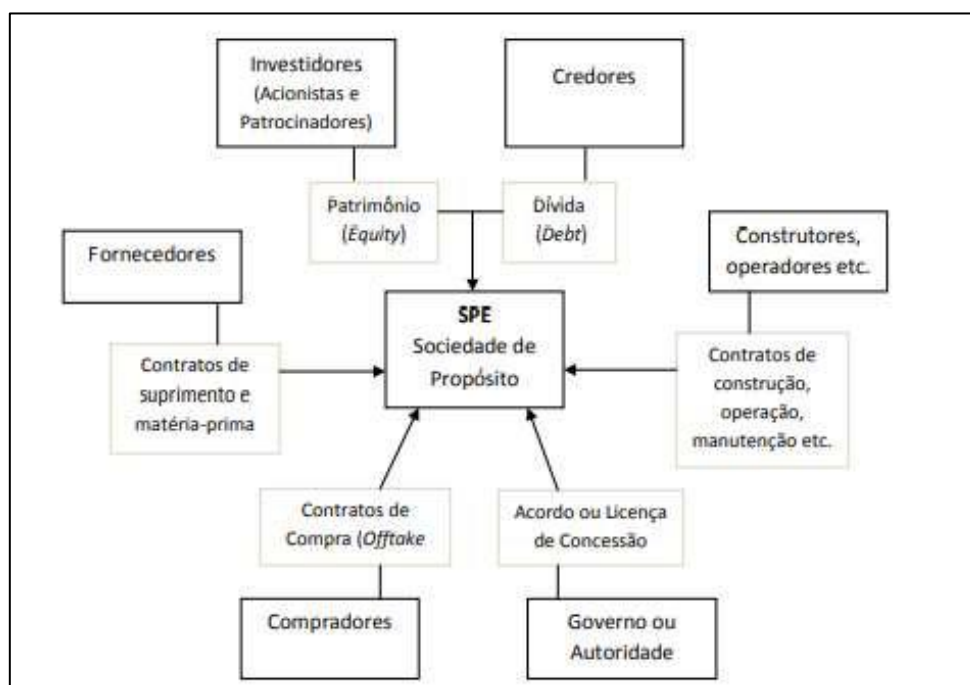 Investidores
(Acionistas e
Patrocinadores)
Credores
Patrimônio
(Equity)
Dívida
(Debt)
Fornecedores
Construtores,
operadores etc.
SPE
Sociedade de
Propósito
Contratos de
suprimento e
matéria-prima
Contratos de
construção,
operação,
manutenção etc.
Contratos de
Compra (Offtake
Acordo ou Licença
de Concessão
Compradores
Governo ou
Autoridade